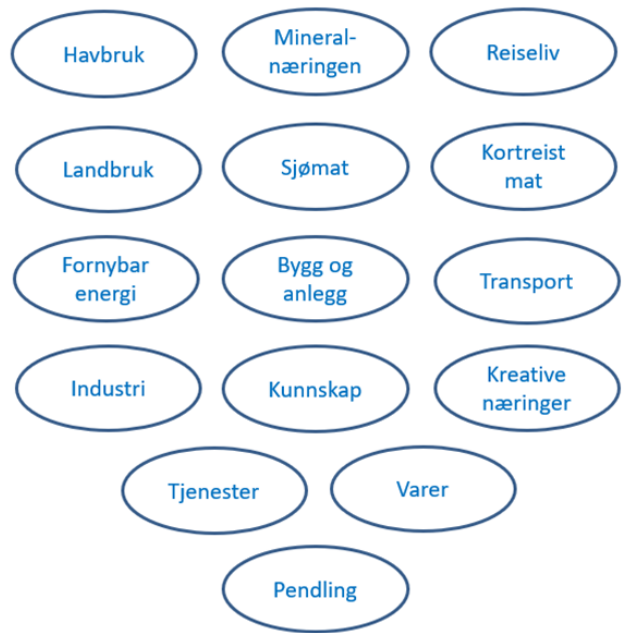 Havbruk
Mineral-
næringen
Reiseliv
Landbruk
Sjømat
Kortreist
mat
Fornybar
energi
Bygg og
anlegg
Transport
Industri
Kunnskap
Kreative
næringer
Tjenester
Varer
Pendling